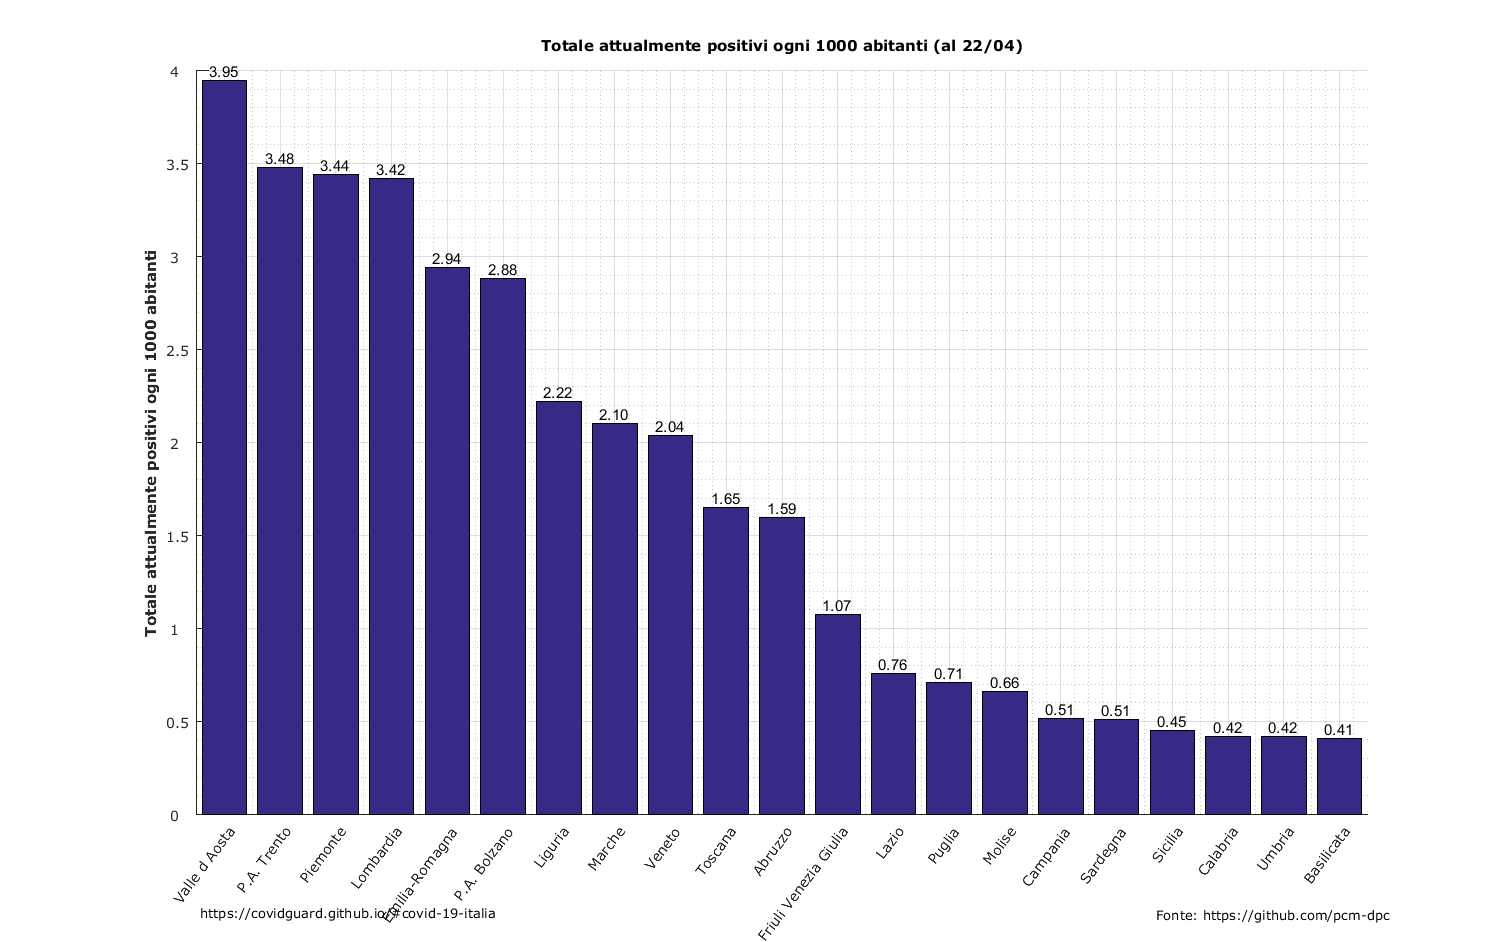 Totale attualmente positivi ogni 1000 abitanti (al 22/04)
Totale attualmente positivi ogni 1000 abitanti
4
3.5
3
2.5
2
1.5
1
0.5
0
3.95
3.48
3.44
3.42
2.94
2.88
2.22
2.10
2.04
1.65
1.59
1.07
0.76
0.71
0.66
0.51
0.51
0.45
0.42
0.42
0.41
Valle d Aosta
P.A. Trento
Piemonte
Lombardia
Emilia-Romagna
P.A. Bolzano
Liguria
Marche
Veneto
Toscana
Abruzzo
Friuli Venezia Giulia
Lazio
Puglia
Molise
Campania
Sardegna
Sicilia
Calabria
Umbria
Basilicata
https://covidguard.github.io/#covid-19-italia
Fonte: https://github.com/pcm-dpc